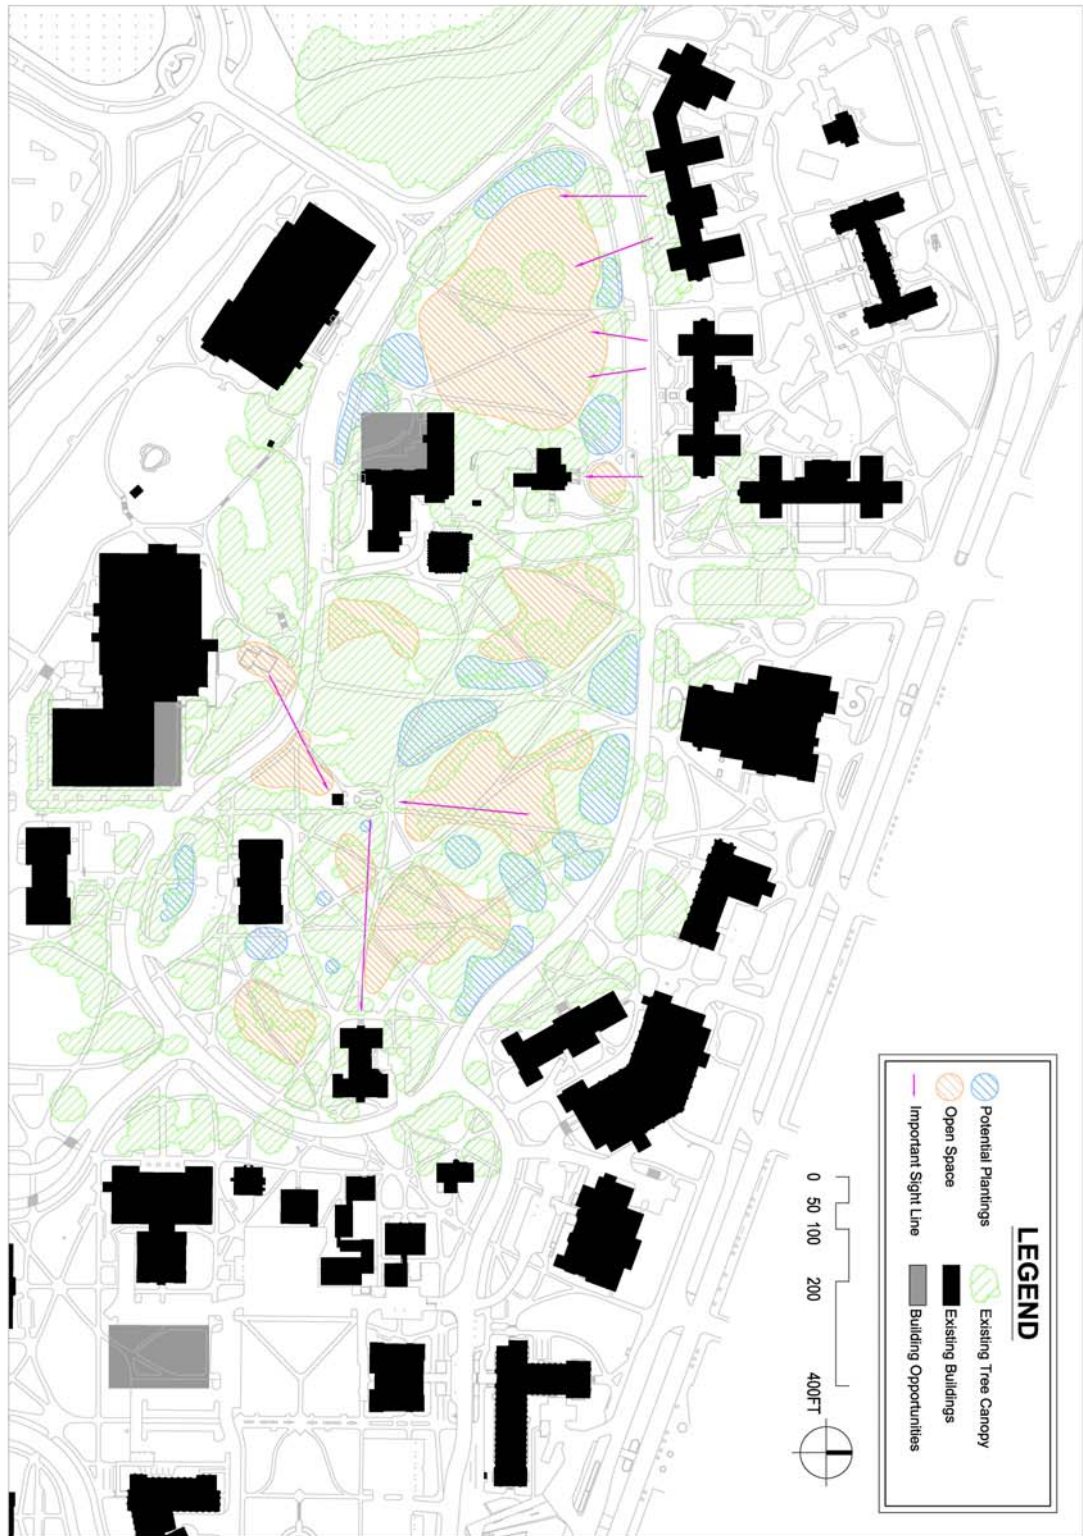 LEGEND
Potential Plantings
Open Space
Important Sight Line
Existing Tree Canopy
Existing Buildings
Building Opportunities
0 50 100 200 400FT